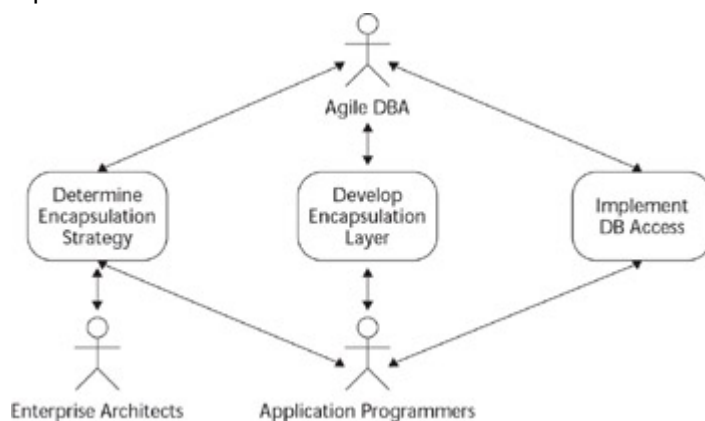 Agile DBA
Determine
Encapsulation
Strategy
Develop
Encapsulation
Layer
Implement
DB Access
Enterprise Architects
Application Programmers